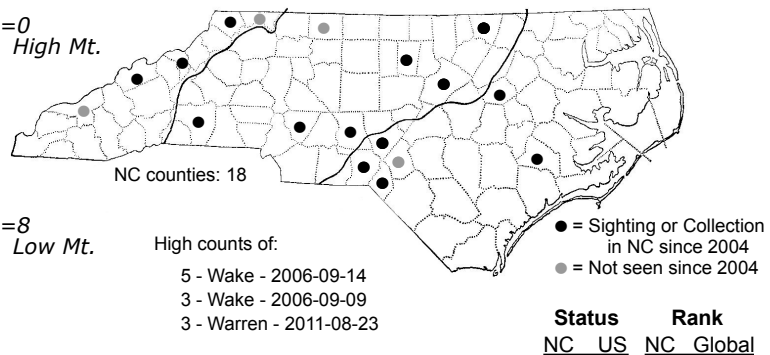 =0
High Mt.
NC counties: 18
=8
Low Mt.
High counts of:
5 - Wake - 2006-09-14
3 - Wake - 2006-09-09
3 - Warren - 2011-08-23
= Sighting or Collection
in NC since 2004
= Not seen since 2004
Status Rank
NC US NC Global